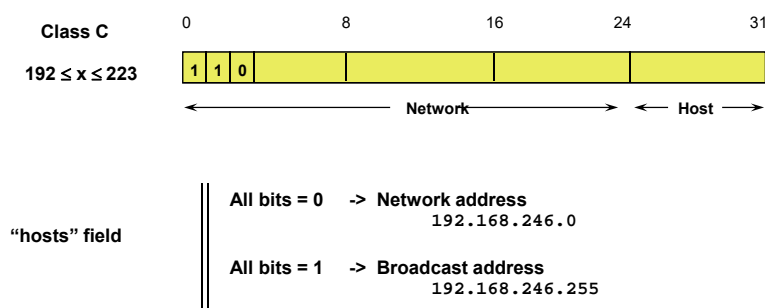 Class C
0 8 16 24 31
192 ≤ x ≤ 223
1 1 0
Network Host
"hosts" field
All bits = 0 -> Network address
192.168.246.0
All bits = 1 -> Broadcast address
192.168.246.255